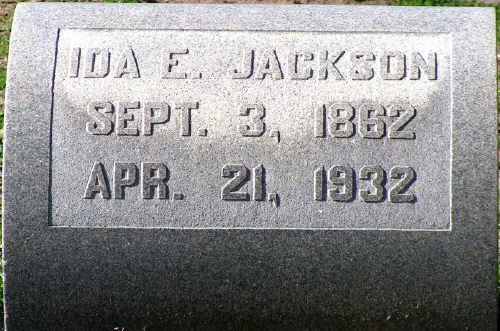 IDA E. JACKSON
SEPT. 3, 1862
APR. 21, 1932